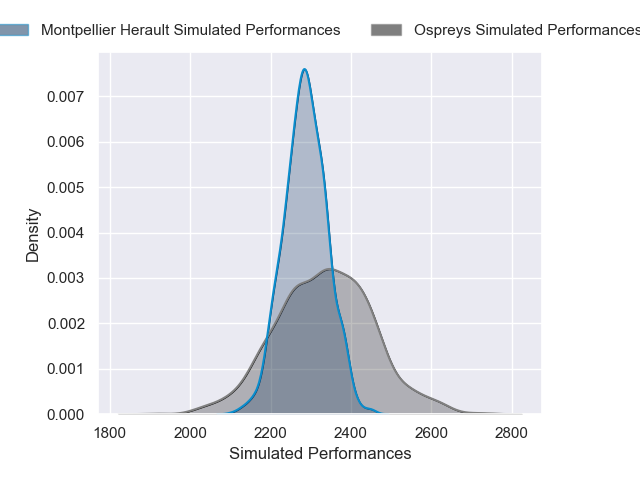 Montpellier Herault Simulated Performances
Ospreys Simulated Performances
0.007
0.006
0.005
0.004
0.003
0.002
0.001
0.000
Density
1800 2000 2200 2400 2600 2800
Simulated Performances